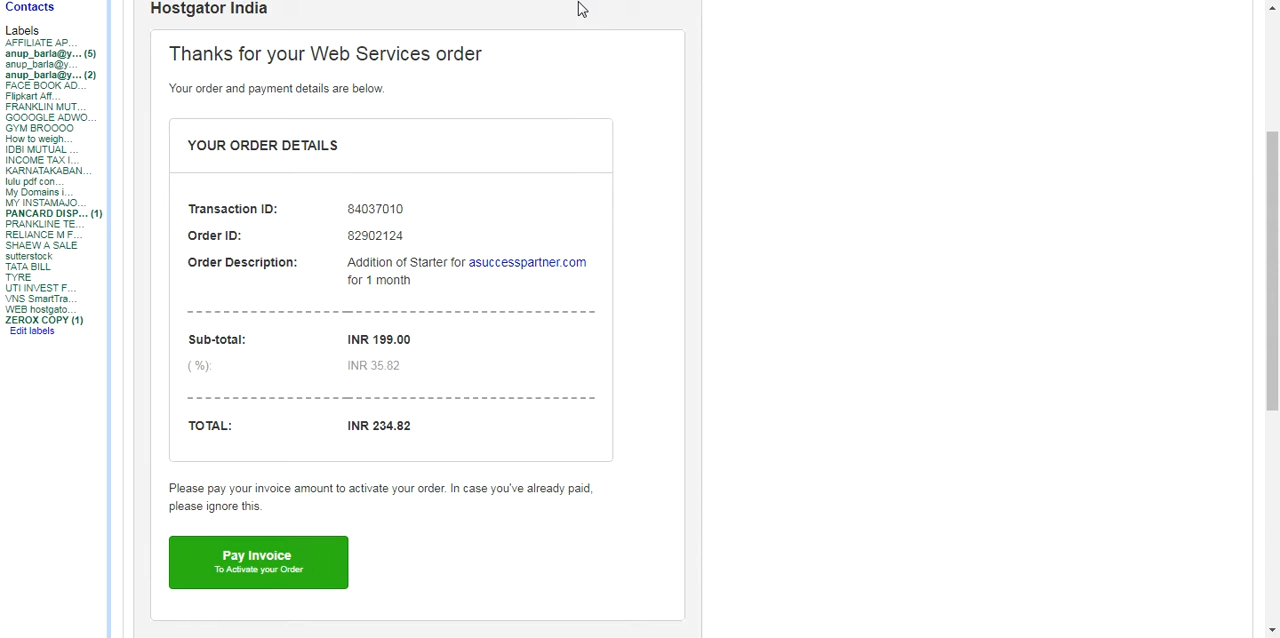 Contacts
Labels
AFFILIATE AP...
anup_barla@y... (5)
anup_barla@y...
anup_barla@y... (2)
FACE BOOK AD...
Flipkart Aff...
FRANKLIN MUT...
GOOOGLE ADWO...
GYM BROOOO
How to weigh...
IDBI MUTUAL ...
INCOME TAX I...
KARNATAKABAN...
lulu pdf con...
My Domains i...
MY INSTAMAJO...
PANCARD DISP... (1)
PRANKLINE TE...
RELIANCE M F...
SHAEW A SALE
sutterstock
TATA BILL
TYRE
UTI INVEST F...
VNS SmartTra...
WEB hostgato...
ZEROX COPY (1)
Edit labels
Hostgator India
Thanks for your Web Services order
Your order and payment details are below.
YOUR ORDER DETAILS
Transaction ID: 84037010
Order ID: 82902124
Order Description: Addition of Starter for asuccesspartner.com
for 1 month
Sub-total: INR 199.00
( %): INR 35.82
TOTAL: INR 234.82
Please pay your invoice amount to activate your order. In case you've already paid,
please ignore this.
Pay Invoice
To Activate your Order